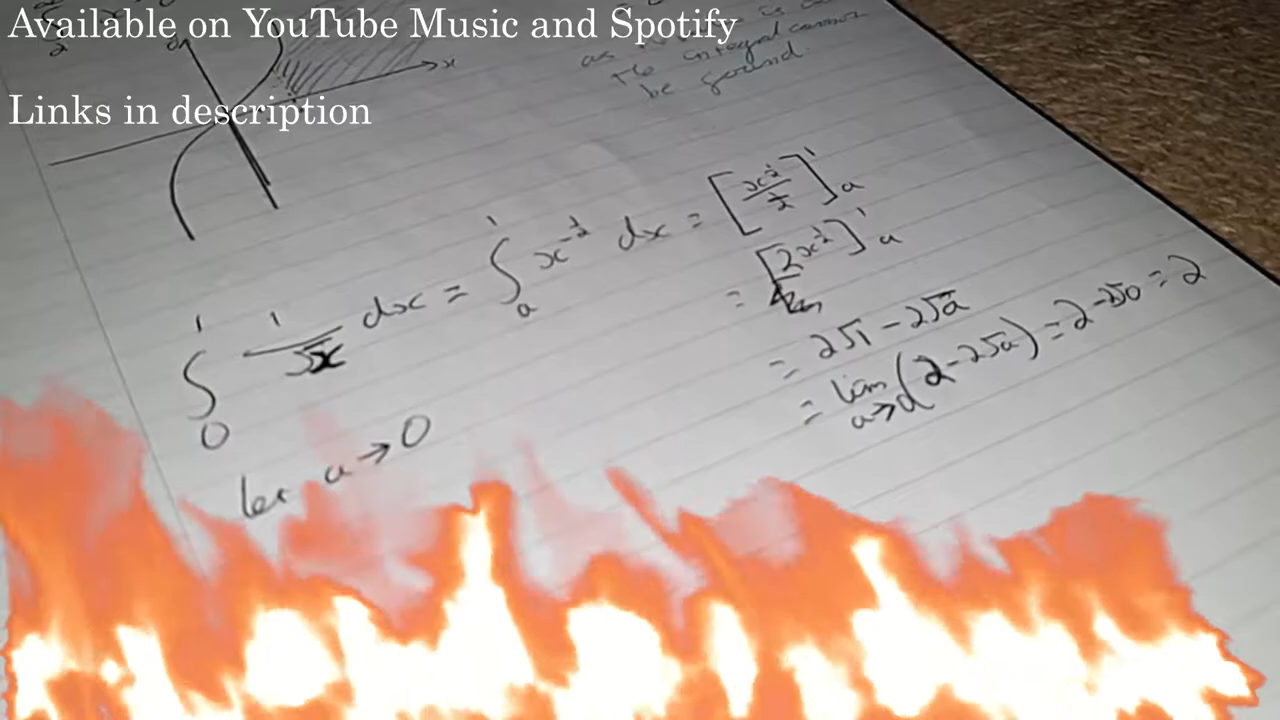 Available on YouTube Music and Spotify
Links in description
x
the integral cannot
be found.
∫₀¹ 1/√x dx = ∫ₐ¹ x^(-1/2) dx = [x^(1/2)/(1/2)]ₐ¹
= [2x^(1/2)]ₐ¹
= 2√1 - 2√a
= lim a→0 (2 - 2√a) = 2 - 2√0 = 2
let a → 0